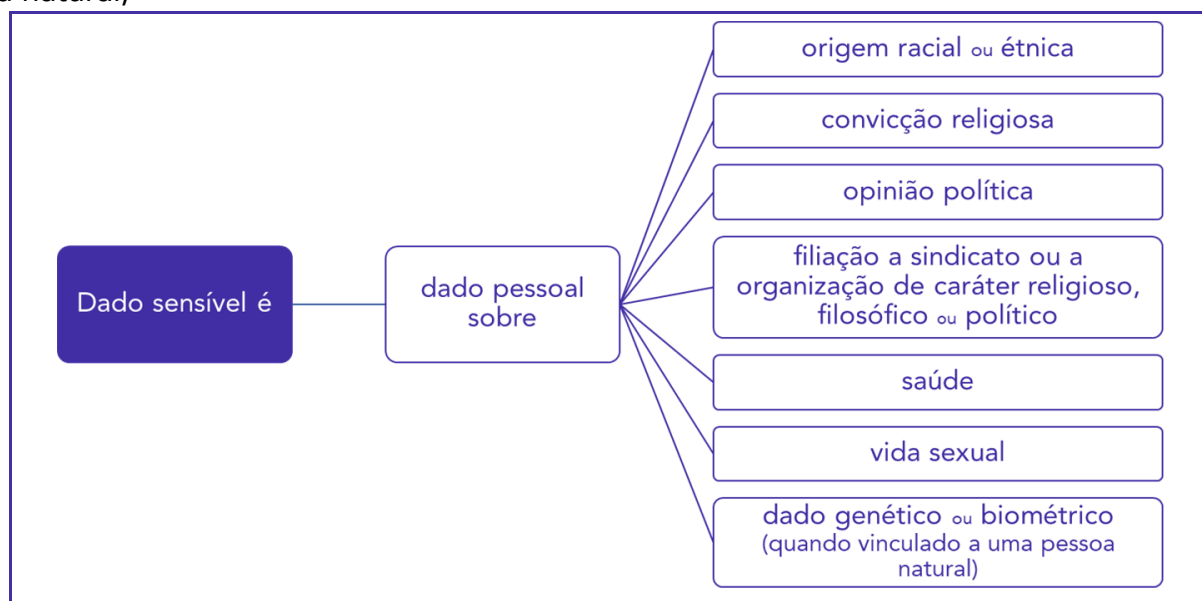 origem racial ou étnica
convicção religiosa
opinião política
filiação a sindicato ou a
organização de caráter religioso,
filosófico ou político
Dado sensível é
dado pessoal
sobre
saúde
vida sexual
dado genético ou biométrico
(quando vinculado a uma pessoa
natural)